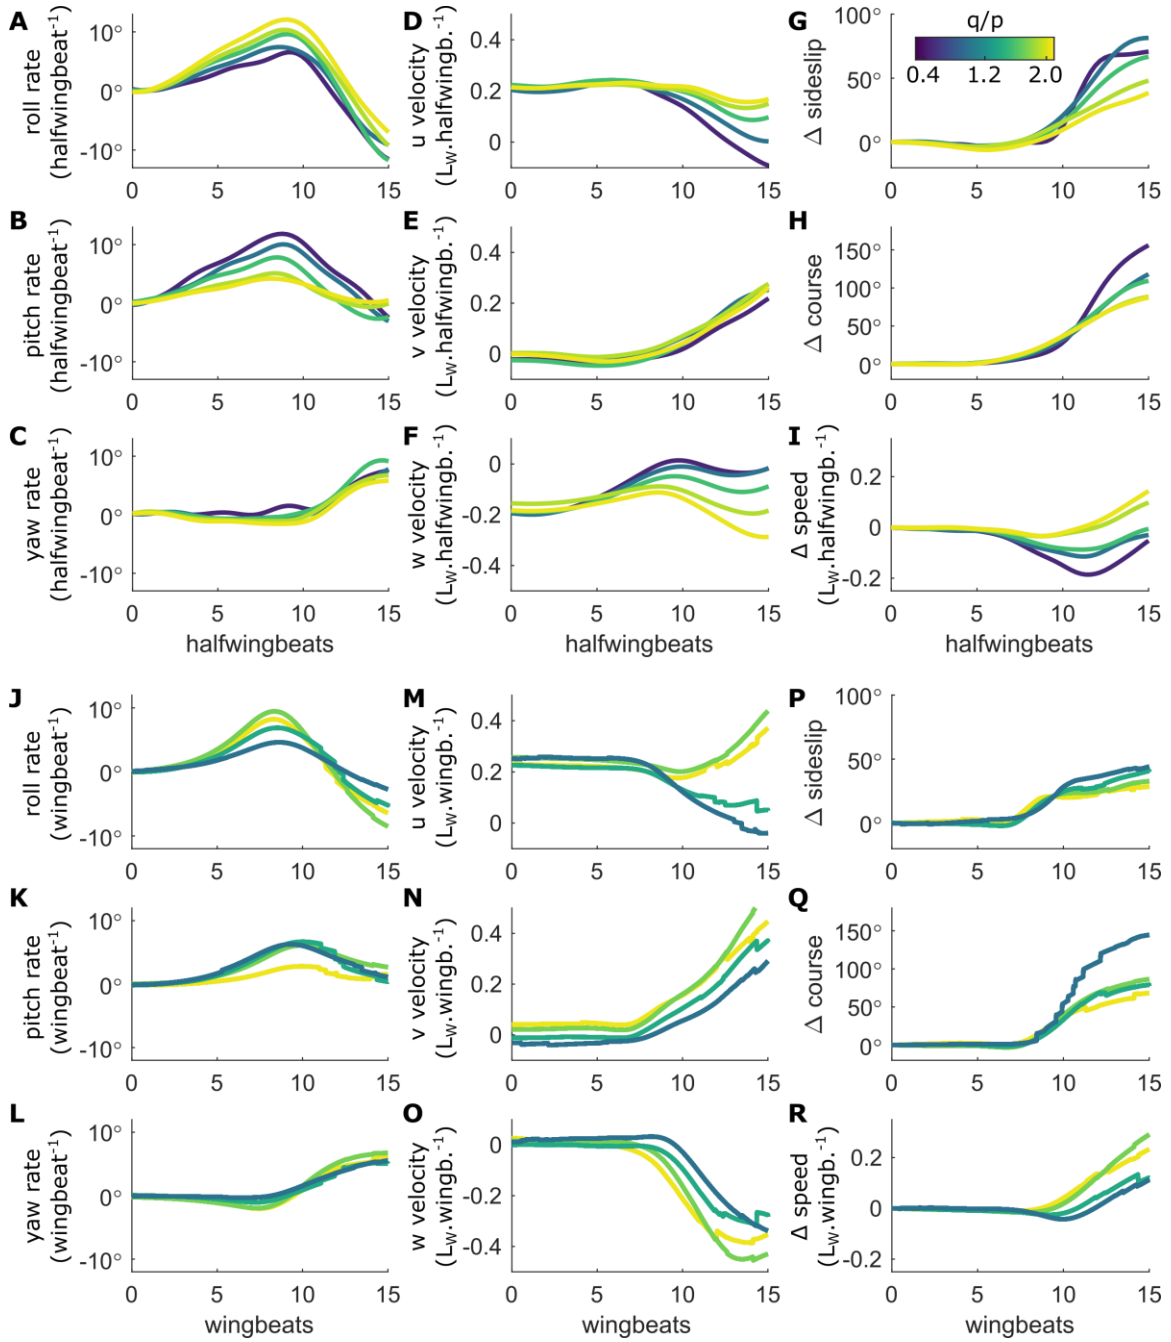 A
roll rate
(halfwingbeat⁻¹)
10°
0°
-10°
0 5 10 15
D
u velocity
(L_W.halfwingb.⁻¹)
0.4
0.2
0
0 5 10 15
G
Δ sideslip
100°
50°
0°
q/p
0.4 1.2 2.0
0 5 10 15
B
pitch rate
(halfwingbeat⁻¹)
10°
0°
-10°
0 5 10 15
E
v velocity
(L_W.halfwingb.⁻¹)
0.4
0.2
0
0 5 10 15
H
Δ course
150°
100°
50°
0°
0 5 10 15
C
yaw rate
(halfwingbeat⁻¹)
10°
0°
-10°
0 5 10 15
halfwingbeats
F
w velocity
(L_W.halfwingb.⁻¹)
0
-0.2
-0.4
0 5 10 15
halfwingbeats
I
Δ speed
(L_W.halfwingb.⁻¹)
0.2
0
-0.2
0 5 10 15
halfwingbeats
J
roll rate
(wingbeat⁻¹)
10°
0°
-10°
0 5 10 15
M
u velocity
(L_W.wingb.⁻¹)
0.4
0.2
0
0 5 10 15
P
Δ sideslip
100°
50°
0°
0 5 10 15
K
pitch rate
(wingbeat⁻¹)
10°
0°
-10°
0 5 10 15
N
v velocity
(L_W.wingb.⁻¹)
0.4
0.2
0
0 5 10 15
Q
Δ course
150°
100°
50°
0°
0 5 10 15
L
yaw rate
(wingbeat⁻¹)
10°
0°
-10°
0 5 10 15
wingbeats
O
w velocity
(L_W.wingb.⁻¹)
0
-0.2
-0.4
0 5 10 15
wingbeats
R
Δ speed
(L_W.wingb.⁻¹)
0.2
0
-0.2
0 5 10 15
wingbeats